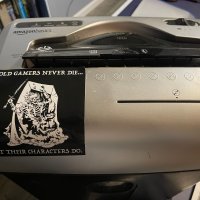 amazonbasics
OLD GAMERS NEVER DIE...
T THEIR CHARACTERS DO.